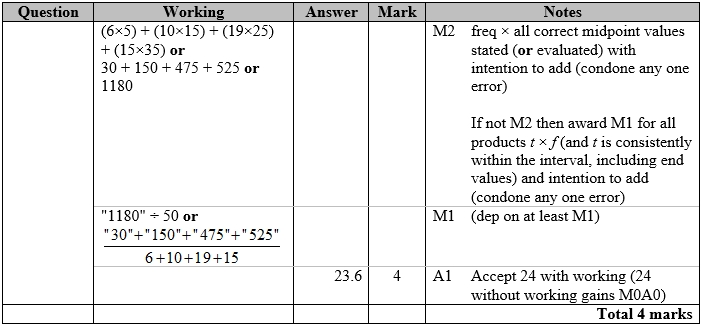 Question Working Answer Mark Notes
(6×5) + (10×15) + (19×25)
+ (15×35) or
30 + 150 + 475 + 525 or
1180
M2 freq × all correct midpoint values
stated (or evaluated) with
intention to add (condone any one
error)
If not M2 then award M1 for all
products t × f (and t is consistently
within the interval, including end
values) and intention to add
(condone any one error)
"1180" ÷ 50 or
"30"+"150"+"475"+"525"
6+10+19+15
M1 (dep on at least M1)
23.6 4 A1 Accept 24 with working (24
without working gains M0A0)
Total 4 marks